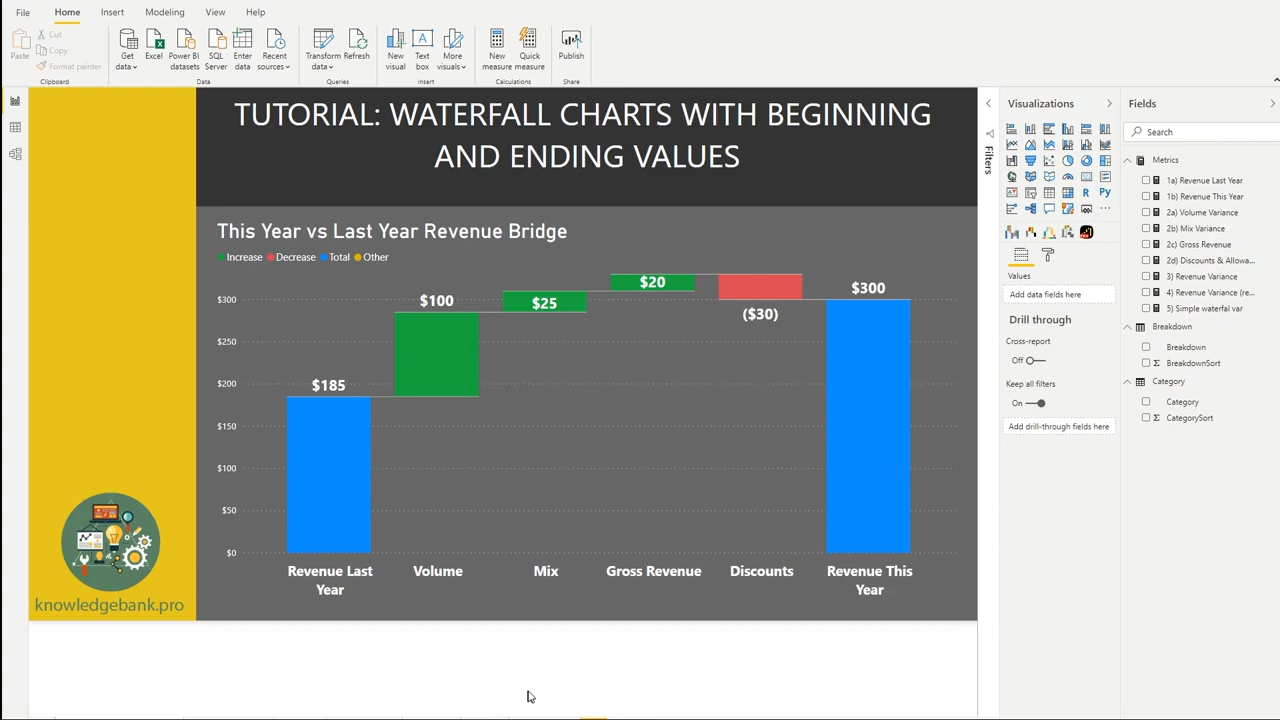 File
Home
Insert
Modeling
View
Help
Paste
Cut
Copy
Format painter
Clipboard
Get
data
Excel
Power BI
datasets
SQL
Server
Enter
data
Recent
sources
Data
Transform
data
Refresh
Queries
New
visual
Text
box
More
visuals
Insert
New
measure
Quick
measure
Calculations
Publish
Share
TUTORIAL: WATERFALL CHARTS WITH BEGINNING
AND ENDING VALUES
This Year vs Last Year Revenue Bridge
Increase Decrease Total Other
$300
$250
$200
$150
$100
$50
$0
$185
$100
$25
$20
($30)
$300
Revenue Last
Year
Volume
Mix
Gross Revenue
Discounts
Revenue This
Year
knowledgebank.pro
Filters
Visualizations
R
Py
Values
Add data fields here
Drill through
Cross-report
Off
Keep all filters
On
Add drill-through fields here
Fields
Search
Metrics
1a) Revenue Last Year
1b) Revenue This Year
2a) Volume Variance
2b) Mix Variance
2c) Gross Revenue
2d) Discounts & Allowa...
3) Revenue Variance
4) Revenue Variance (re...
5) Simple waterfal var
Breakdown
Breakdown
Σ BreakdownSort
Category
Category
Σ CategorySort